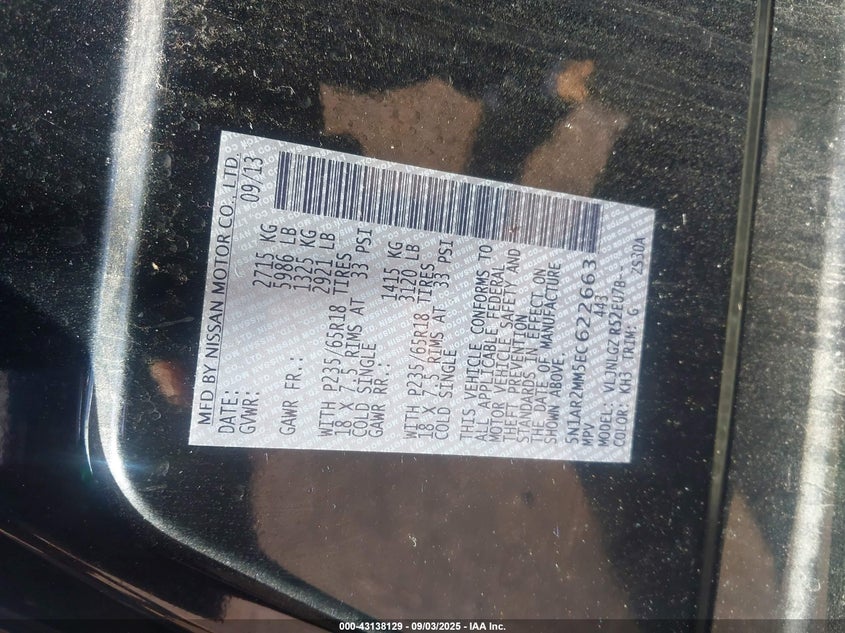 MFD BY NISSAN MOTOR CO., LTD.
DATE: 09/13
GVWR: 2715 KG
5986 LB
GAWR FR.: 1325 KG
2921 LB
WITH P235/65R18 TIRES
18 X 7.5 RIMS AT 33 PSI
COLD SINGLE
GAWR RR.: 1415 KG
3120 LB
WITH P235/65R18 TIRES
18 X 7.5 RIMS AT 33 PSI
COLD SINGLE
THIS VEHICLE CONFORMS TO
ALL APPLICABLE FEDERAL
MOTOR VEHICLE SAFETY AND
THEFT PREVENTION
STANDARDS IN EFFECT ON
THE DATE OF MANUFACTURE
SHOWN ABOVE.
5N1AR2MM5EC622663
MPV 443
MODEL: VLJNLGZ R52EU7B--
COLOR: KH3 TRIM: G ZS3DA
000-43138129 - 09/03/2025 - IAA Inc.